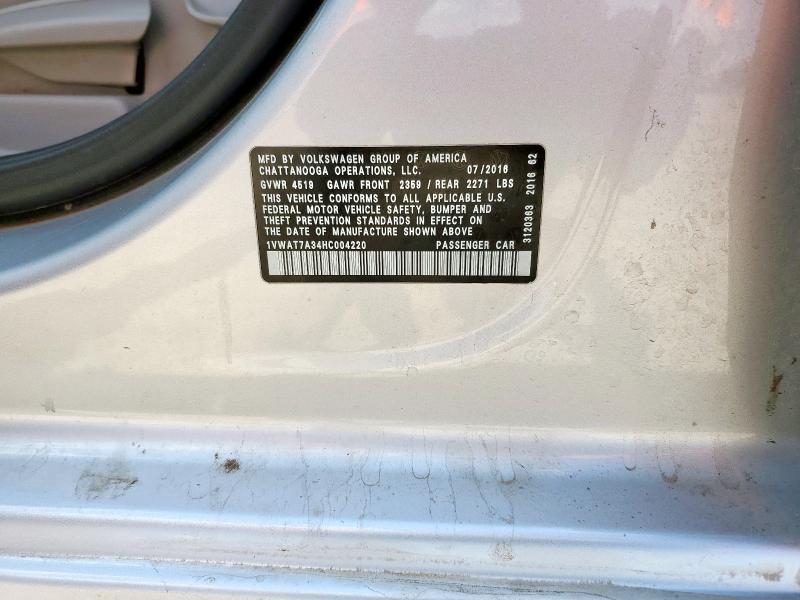 MFD BY VOLKSWAGEN GROUP OF AMERICA
CHATTANOOGA OPERATIONS, LLC. 07/2016
GVWR 4519 GAWR FRONT 2359 / REAR 2271 LBS
THIS VEHICLE CONFORMS TO ALL APPLICABLE U.S.
FEDERAL MOTOR VEHICLE SAFETY, BUMPER AND
THEFT PREVENTION STANDARDS IN EFFECT ON
THE DATE OF MANUFACTURE SHOWN ABOVE
1VWAT7A34HC004220 PASSENGER CAR
3120363 2016 62